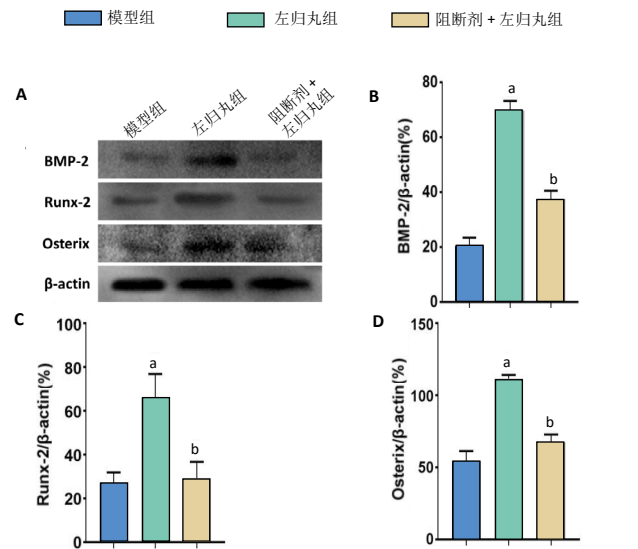 模型组 左归丸组 阻断剂 + 左归丸组
A
模型组
左归丸组
阻断剂 +
左归丸组
BMP-2
Runx-2
Osterix
β-actin
B
BMP-2/β-actin(%)
80
60
40
20
0
a
b
C
Runx-2/β-actin(%)
100
80
60
40
20
0
a
b
D
Osterix/β-actin(%)
150
100
50
0
a
b